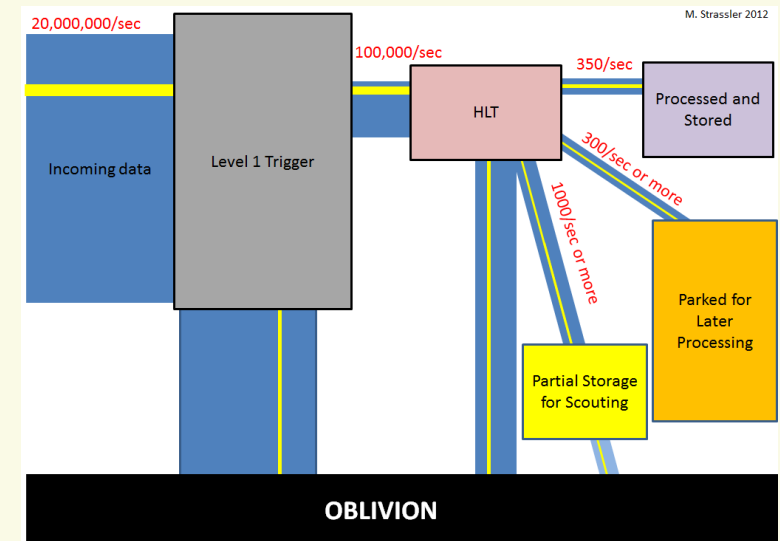 M. Strassler 2012
20,000,000/sec
100,000/sec
350/sec
Incoming data
Level 1 Trigger
HLT
Processed and
Stored
300/sec or more
1000/sec or more
Parked for
Later
Processing
Partial Storage
for Scouting
OBLIVION